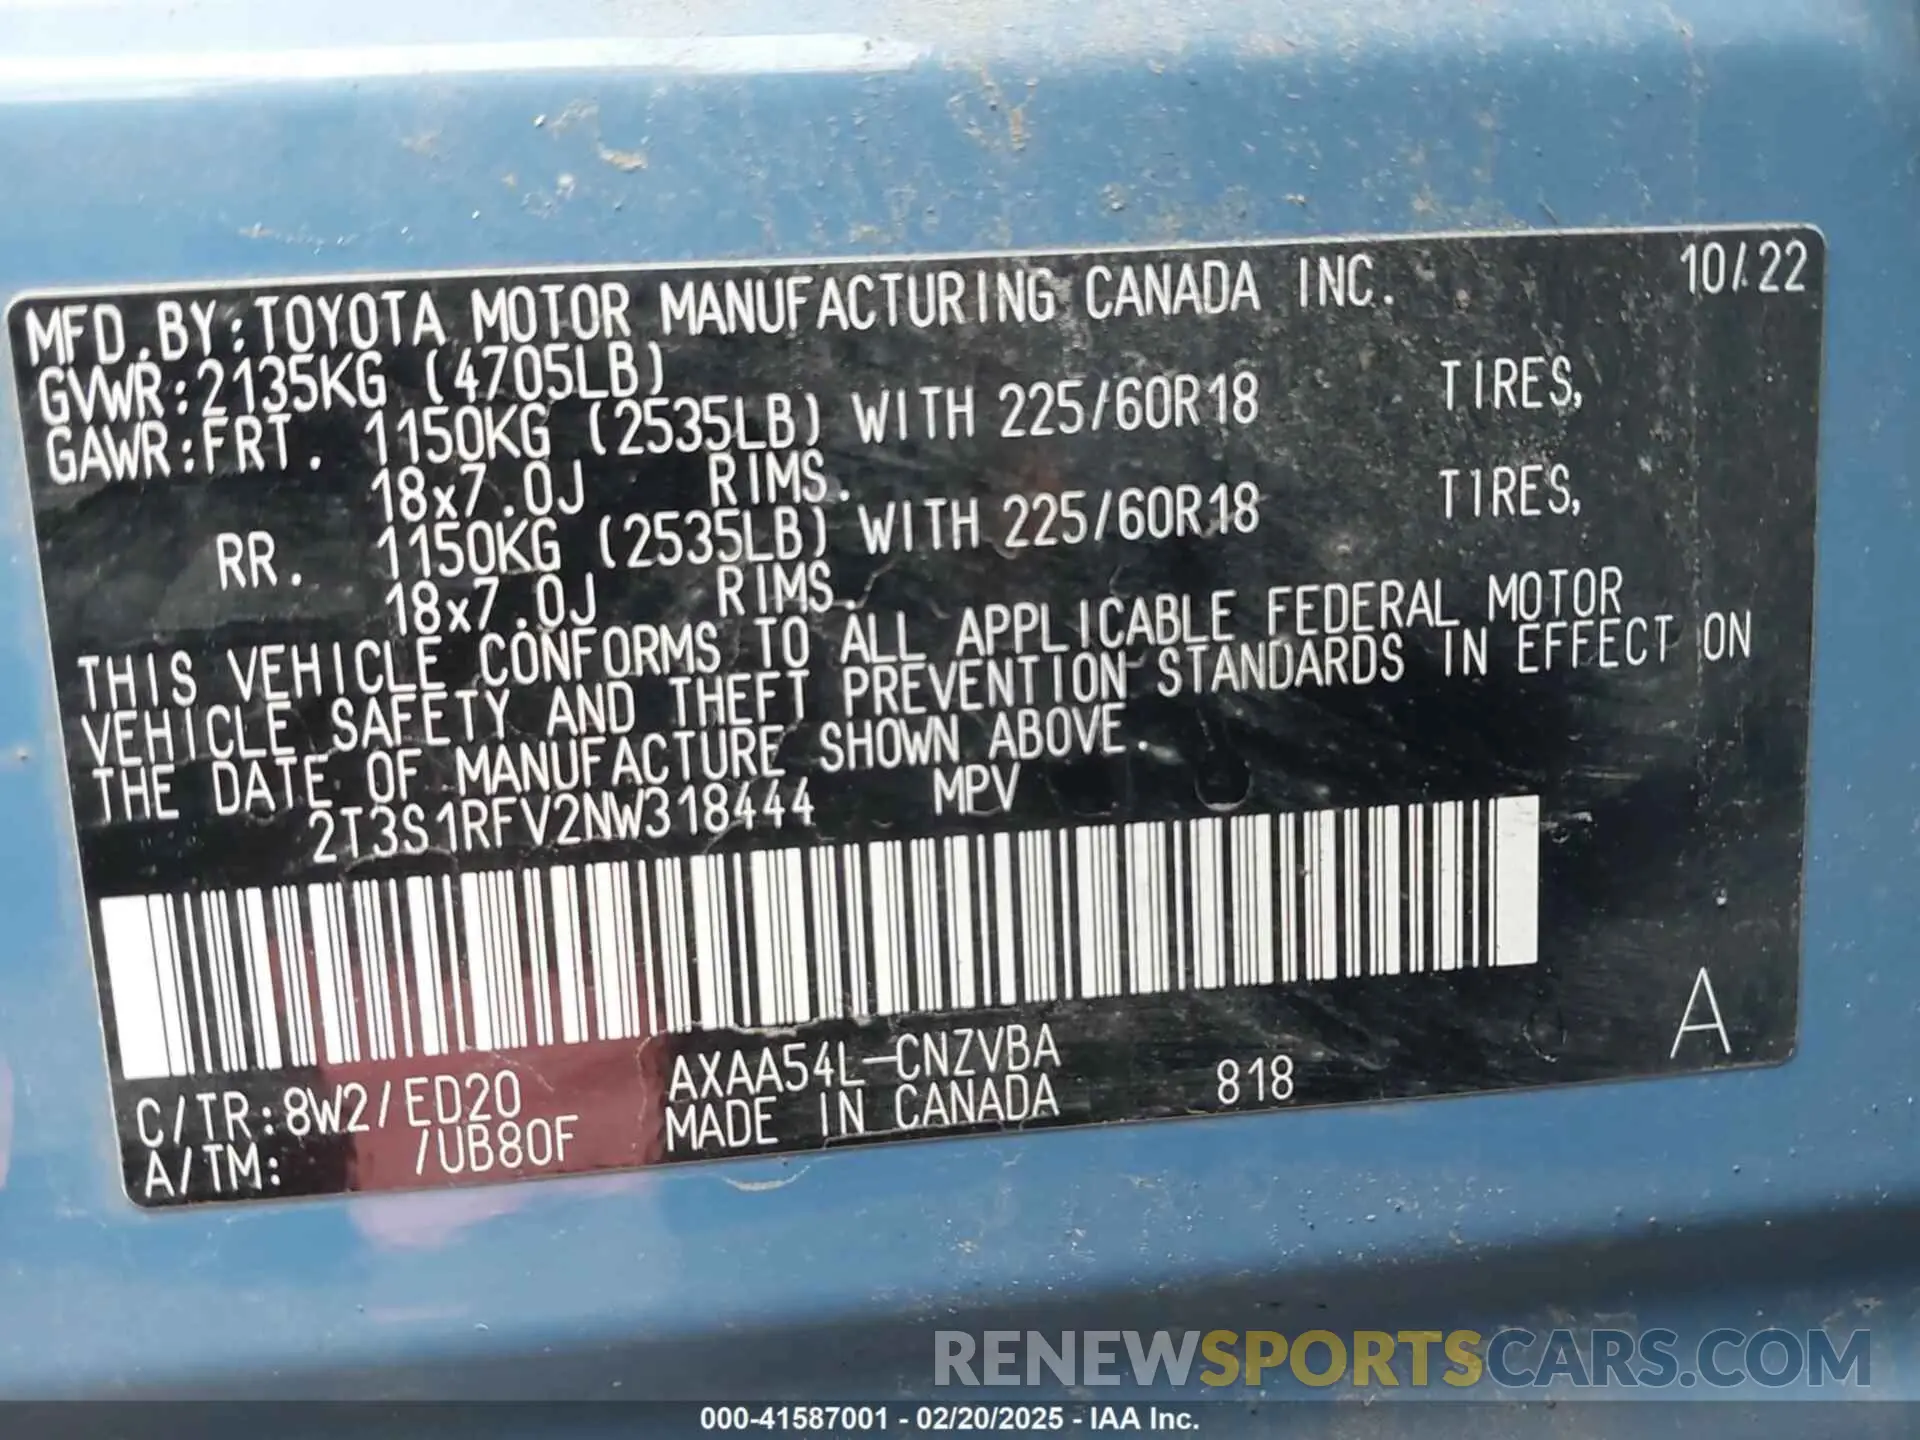 MFD.BY:TOYOTA MOTOR MANUFACTURING CANADA INC. 10/22
GVWR:2135KG (4705LB)
GAWR:FRT. 1150KG (2535LB) WITH 225/60R18 TIRES,
18x7.0J RIMS.
RR. 1150KG (2535LB) WITH 225/60R18 TIRES,
18x7.0J RIMS.
THIS VEHICLE CONFORMS TO ALL APPLICABLE FEDERAL MOTOR
VEHICLE SAFETY AND THEFT PREVENTION STANDARDS IN EFFECT ON
THE DATE OF MANUFACTURE SHOWN ABOVE.
2T3S1RFV2NW318444 MPV
C/TR:8W2/ED20 AXAA54L-CNZVBA A
A/TM: /UB80F MADE IN CANADA 818
RENEWSPORTSCARS.COM
000-41587001 - 02/20/2025 - IAA Inc.